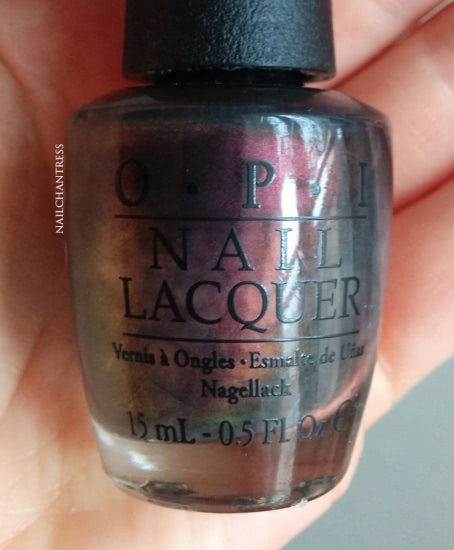 NAILCHANTRESS
O·P·I
NAIL
LACQUER
Vernis à Ongles·Esmalte de Uñas
Nagellack
15 mL - 0.5 FL Oz